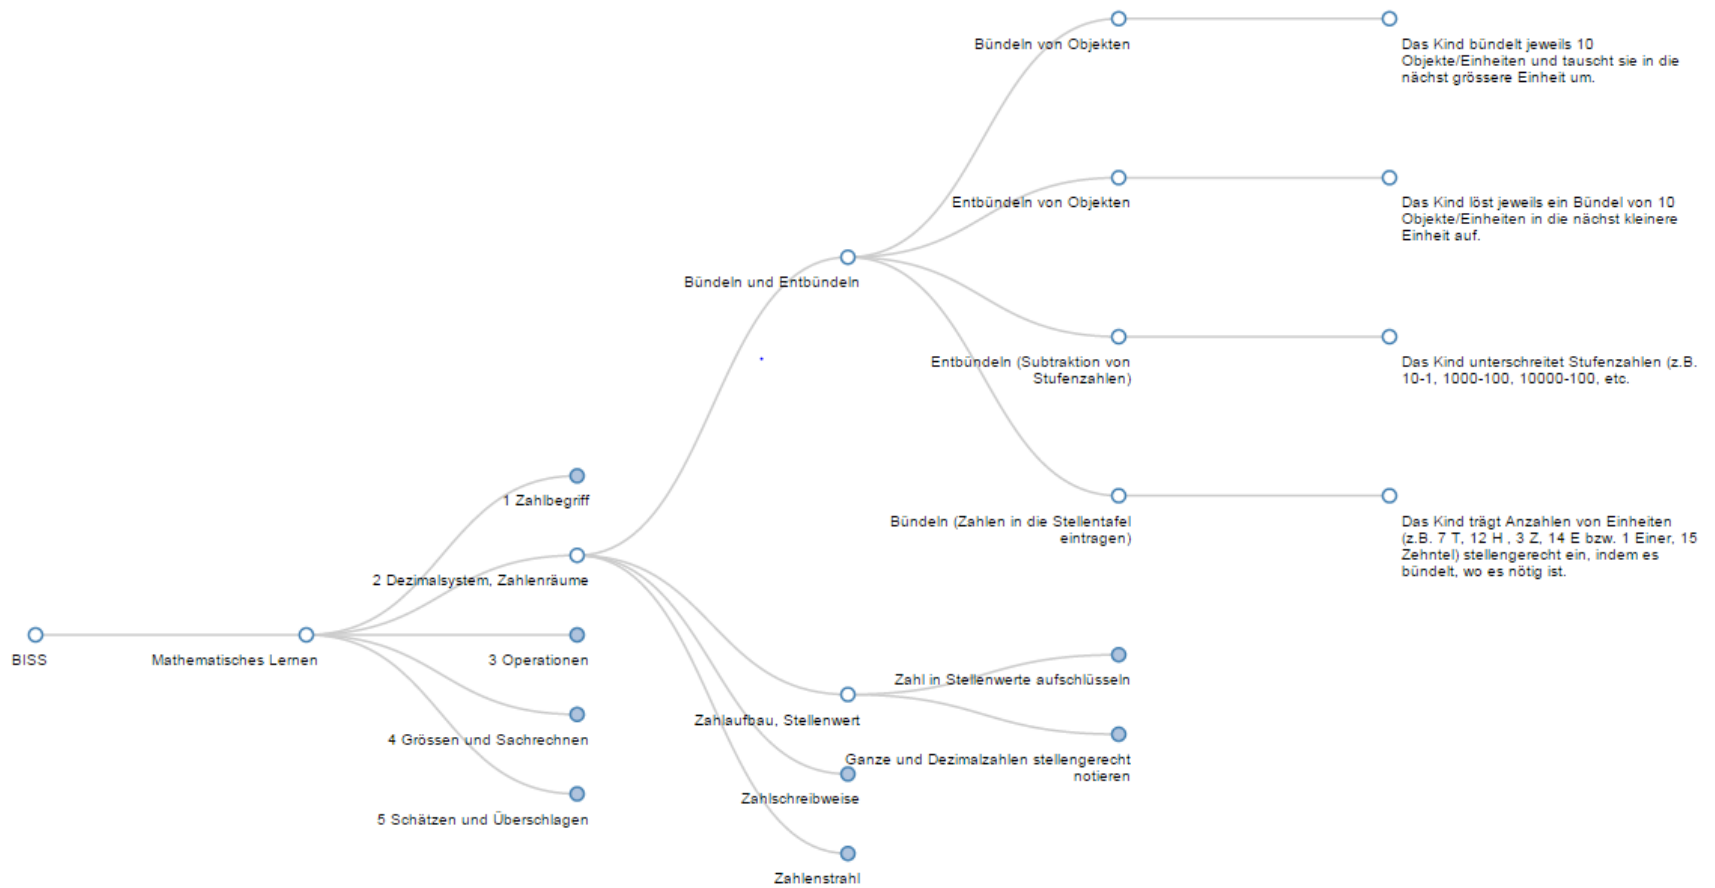 Bündeln von Objekten
Das Kind bündelt jeweils 10
Objekte/Einheiten und tauscht sie in die
nächst grössere Einheit um.
Entbündeln von Objekten
Das Kind löst jeweils ein Bündel von 10
Objekte/Einheiten in die nächst kleinere
Einheit auf.
Bündeln und Entbündeln
Entbündeln (Subtraktion von
Stufenzahlen)
Das Kind unterschreitet Stufenzahlen (z.B.
10-1, 1000-100, 10000-100, etc.
1 Zahlbegriff
Bündeln (Zahlen in die Stellentafel
eintragen)
Das Kind trägt Anzahlen von Einheiten
(z.B. 7 T, 12 H , 3 Z, 14 E bzw. 1 Einer, 15
Zehntel) stellengerecht ein, indem es
bündelt, wo es nötig ist.
2 Dezimalsystem, Zahlenräume
BISS
Mathematisches Lernen
3 Operationen
Zahl in Stellenwerte aufschlüsseln
Zahlaufbau, Stellenwert
4 Grössen und Sachrechnen
Ganze und Dezimalzahlen stellengerecht
notieren
Zahlschreibweise
5 Schätzen und Überschlagen
Zahlenstrahl